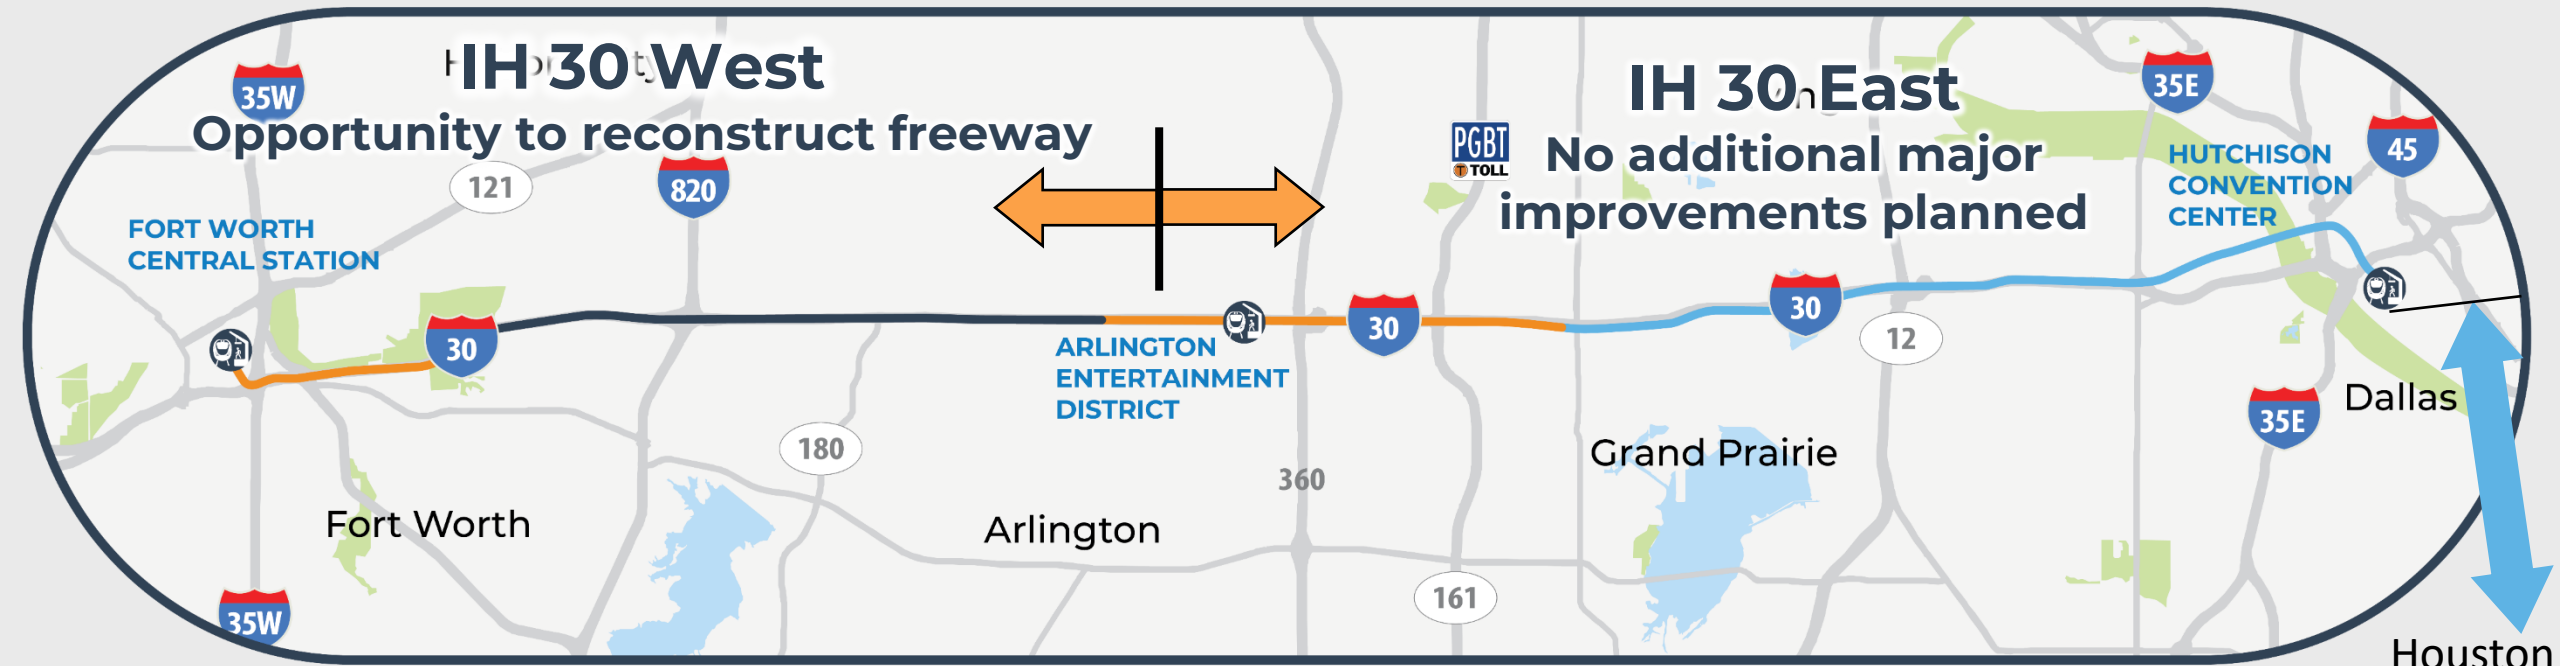 IH 30 West
Opportunity to reconstruct freeway
IH 30 East
No additional major
improvements planned
35W
121
820
PGBT
T TOLL
35E
45
HUTCHISON
CONVENTION
CENTER
FORT WORTH
CENTRAL STATION
30
30
30
12
ARLINGTON
ENTERTAINMENT
DISTRICT
35E
Dallas
180
360
Grand Prairie
Fort Worth
Arlington
161
35W
Houston